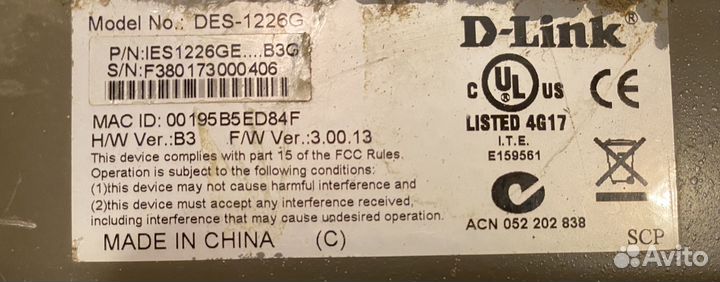 Model No.: DES-1226G
P/N:IES1226GE....B3G
S/N:F380173000406
MAC ID: 00195B5ED84F
H/W Ver.:B3 F/W Ver.:3.00.13
This device complies with part 15 of the FCC Rules.
Operation is subject to the following conditions:
(1)this device may not cause harmful interference and
(2)this device must accept any interference received,
including interference that may cause undesired operation.
MADE IN CHINA (C)
D-Link®
C UL® US
LISTED 4G17
I.T.E.
E159561
CE
N
ACN 052 202 838
SCP
Avito